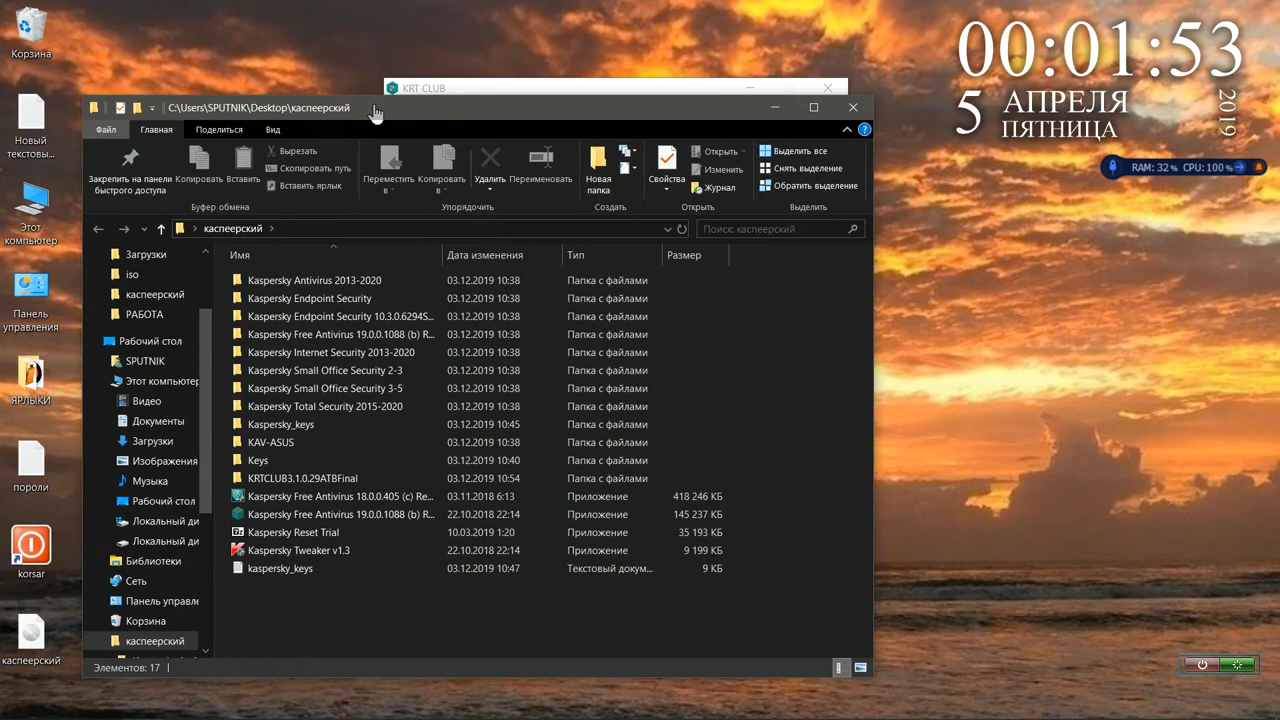 Корзина
Новый
текстовы...
Этот
компьютер
Панель
управления
ЯРЛЫКИ
пороли
korsar
каспеерский
KRT CLUB
C:\Users\SPUTNIK\Desktop\каспеерский
Файл Главная Поделиться Вид
Закрепить на панели
быстрого доступа
Копировать
Вставить
Вырезать
Скопировать путь
Вставить ярлык
Буфер обмена
Переместить
в
Копировать
в
Удалить
Переименовать
Упорядочить
Новая
папка
Создать
Свойства
Открыть
Изменить
Журнал
Открыть
Выделить все
Снять выделение
Обратить выделение
Выделить
каспеерский
Поиск: каспеерский
Загрузки
iso
каспеерский
РАБОТА
Рабочий стол
SPUTNIK
Этот компьютер
Видео
Документы
Загрузки
Изображения
Музыка
Рабочий стол
Локальный ди
Локальный ди
Библиотеки
Сеть
Панель управле
Корзина
каспеерский
Имя Дата изменения Тип Размер
Kaspersky Antivirus 2013-2020 03.12.2019 10:38 Папка с файлами
Kaspersky Endpoint Security 03.12.2019 10:38 Папка с файлами
Kaspersky Endpoint Security 10.3.0.6294S... 03.12.2019 10:38 Папка с файлами
Kaspersky Free Antivirus 19.0.0.1088 (b) R... 03.12.2019 10:38 Папка с файлами
Kaspersky Internet Security 2013-2020 03.12.2019 10:38 Папка с файлами
Kaspersky Small Office Security 2-3 03.12.2019 10:38 Папка с файлами
Kaspersky Small Office Security 3-5 03.12.2019 10:38 Папка с файлами
Kaspersky Total Security 2015-2020 03.12.2019 10:38 Папка с файлами
Kaspersky_keys 03.12.2019 10:45 Папка с файлами
KAV-ASUS 03.12.2019 10:38 Папка с файлами
Keys 03.12.2019 10:40 Папка с файлами
KRTCLUB3.1.0.29ATBFinal 03.12.2019 10:54 Папка с файлами
Kaspersky Free Antivirus 18.0.0.405 (c) Re... 03.11.2018 6:13 Приложение 418 246 КБ
Kaspersky Free Antivirus 19.0.0.1088 (b) R... 22.10.2018 22:14 Приложение 145 237 КБ
Kaspersky Reset Trial 10.03.2019 1:20 Приложение 35 193 КБ
Kaspersky Tweaker v1.3 22.10.2018 22:14 Приложение 9 199 КБ
kaspersky_keys 03.12.2019 10:47 Текстовый докум... 9 КБ
Элементов: 17
00:01:53
5 АПРЕЛЯ
ПЯТНИЦА
2019
RAM: 32 % CPU:100 %